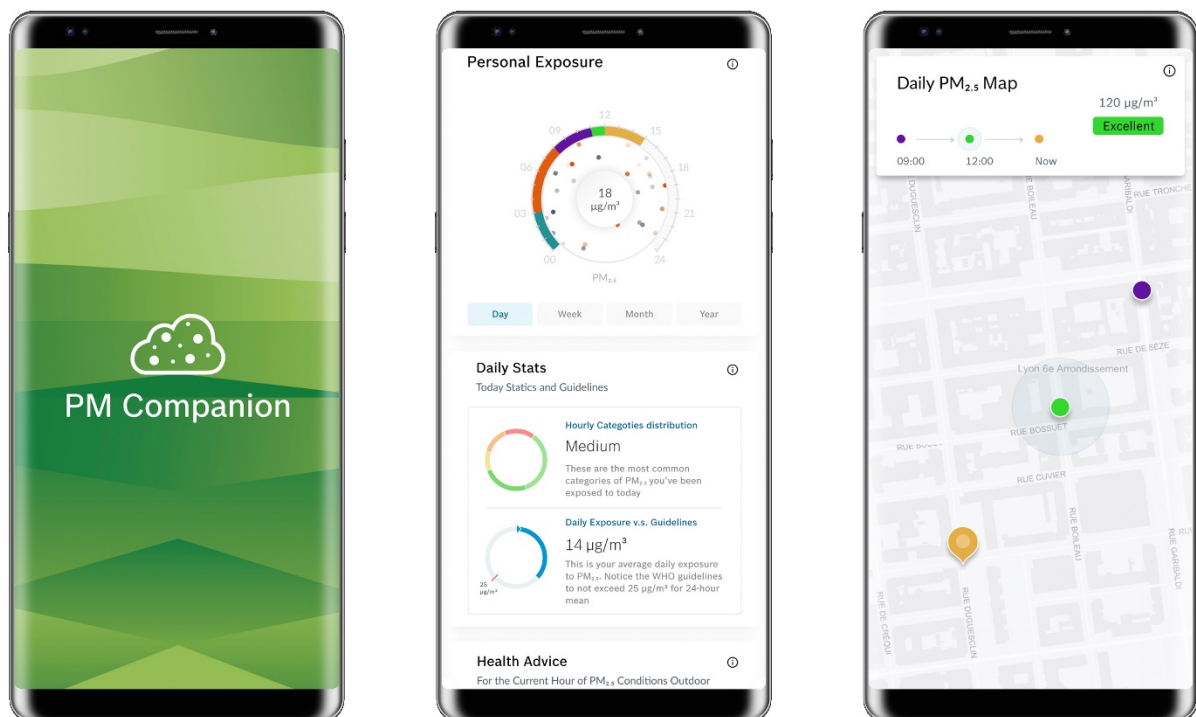 PM Companion
Personal Exposure
12
09
15
06
18
18
µg/m³
03
21
00
24
PM₂.₅
Day
Week
Month
Year
Daily Stats
Today Statics and Guidelines
Hourly Categoties distribution
Medium
These are the most common
categories of PM₂.₅ you've been
exposed to today
Daily Exposure v.s. Guidelines
14 µg/m³
This is your average daily exposure
to PM₂.₅. Notice the WHO guidelines
to not exceed 25 µg/m³ for 24-hour
mean
25
µg/m³
Health Advice
For the Current Hour of PM₂.₅ Conditions Outdoor
Daily PM₂.₅ Map
120 µg/m³
Excellent
09:00
12:00
Now
DUGUESCLIN
RUE BOILEAU
GARIBALDI
RUE TRONCHE
RUE DE SÈZE
Lyon 6e Arrondissement
RUE BOSSUET
RUE CUVIER
RUE BOILEAU
RUE GARIBALDI
RUE DUGUESCLIN
RUE DE CRÉQUI